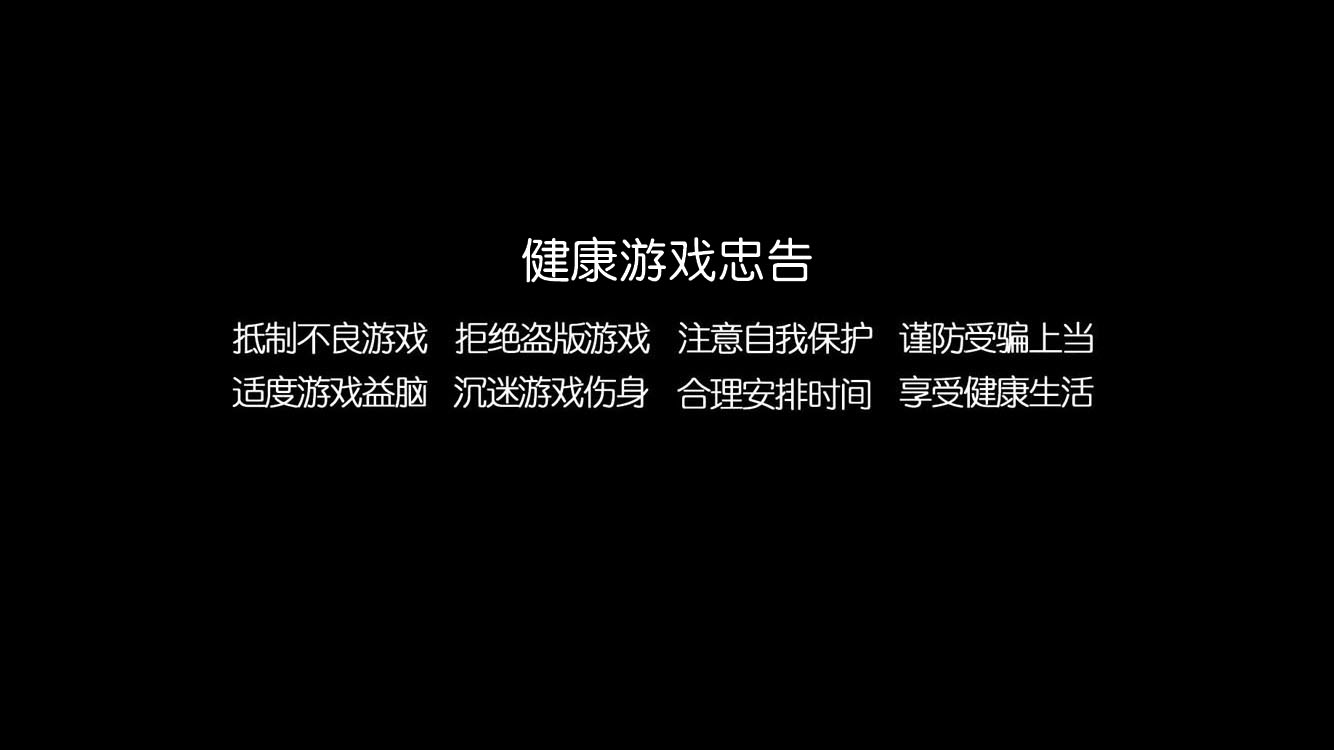 健康游戏忠告
抵制不良游戏 拒绝盗版游戏 注意自我保护 谨防受骗上当
适度游戏益脑 沉迷游戏伤身 合理安排时间 享受健康生活